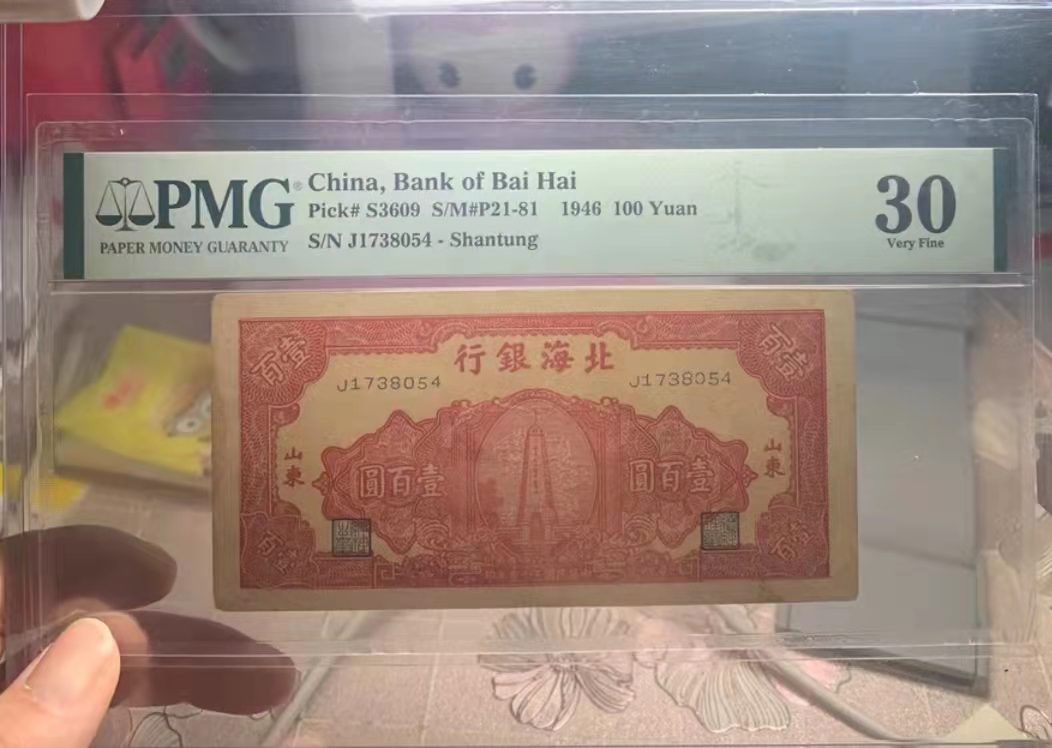 PMG®
PAPER MONEY GUARANTY
China, Bank of Bai Hai
Pick# S3609 S/M#P21-81 1946 100 Yuan
S/N J1738054 - Shantung
30
Very Fine
行銀海北
百壹
百壹
J1738054
J1738054
山東
山東
圓百壹
圓百壹